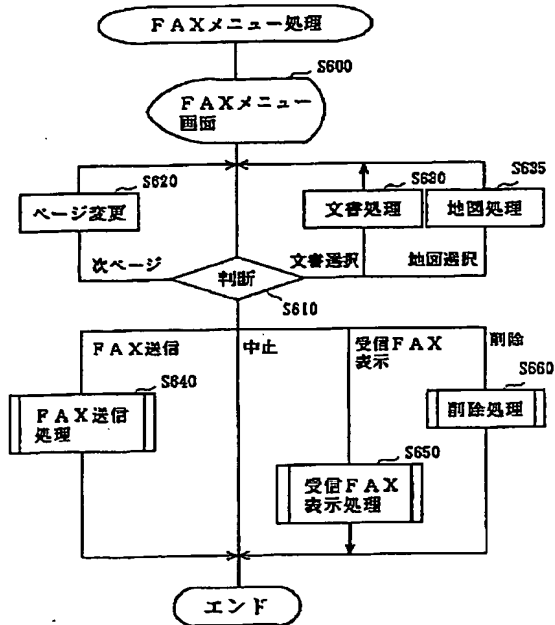 FAXメニュー処理
S600
FAXメニュー
画面
S620
S630
S635
ページ変更
文書処理
地図処理
次ページ
判断
文書選択
地図選択
S610
FAX送信
中止
受信FAX
表示
削除
S640
S660
FAX送信
処理
削除処理
S650
受信FAX
表示処理
エンド